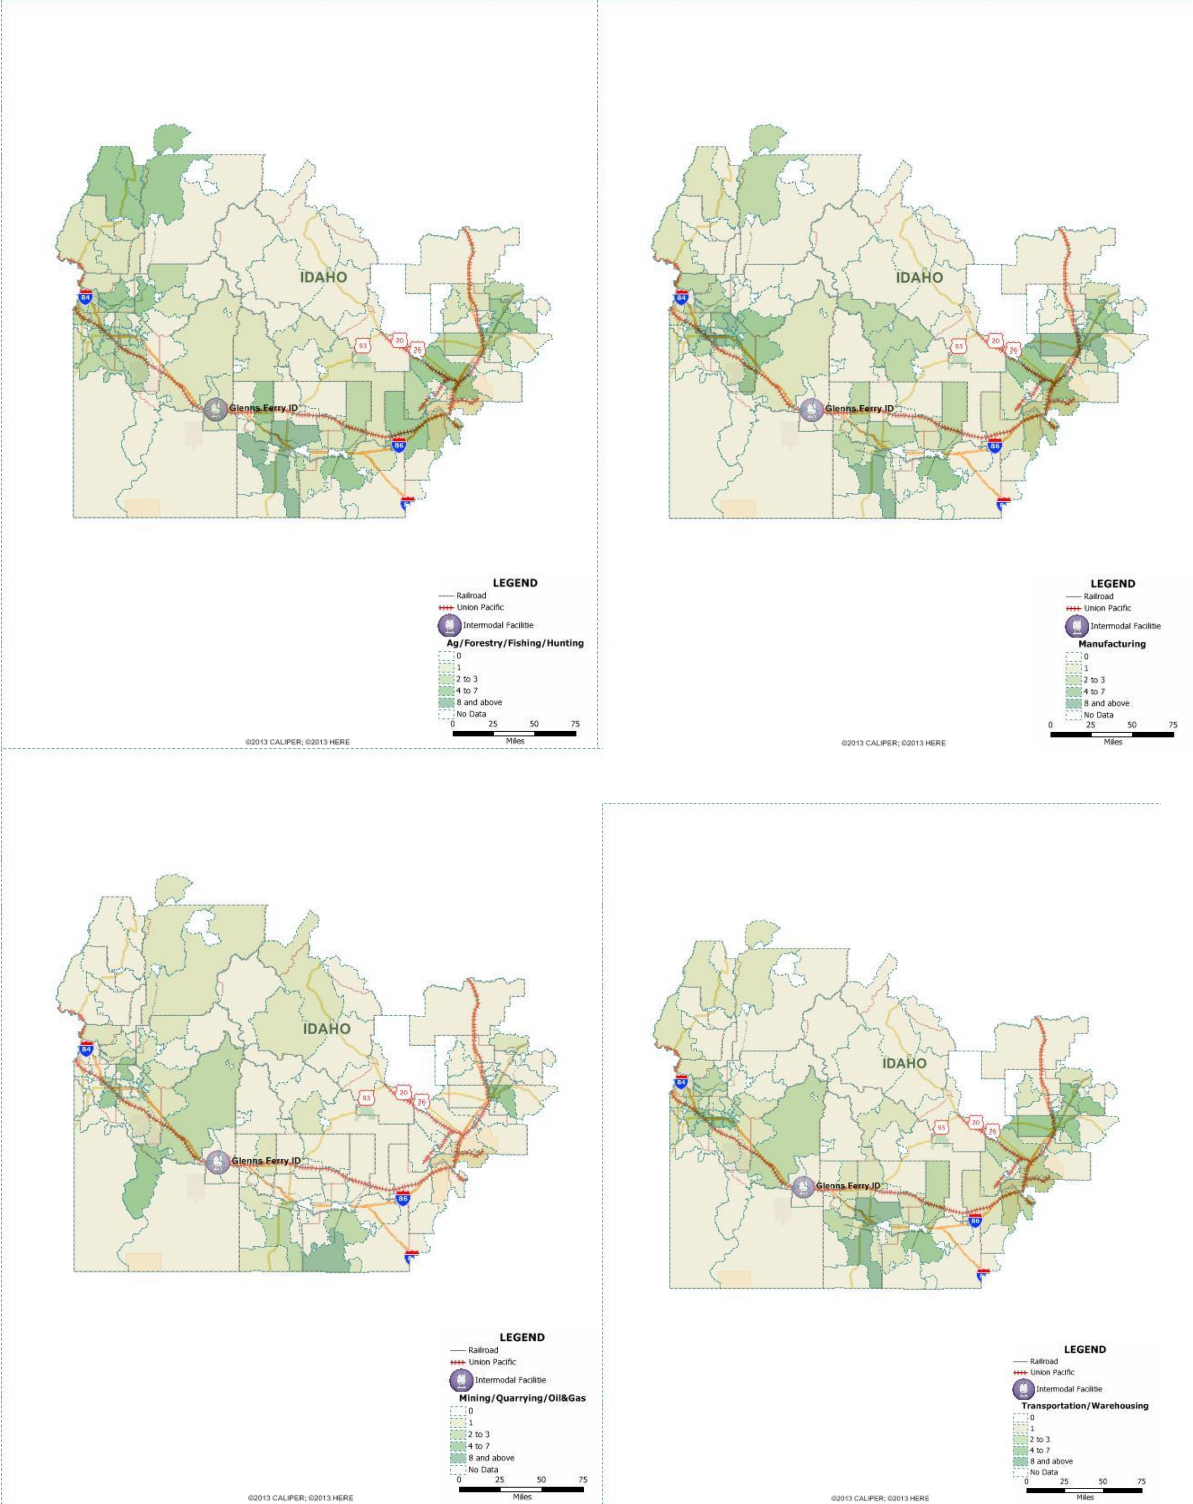 IDAHO
84
93
20
26
Glenns Ferry ID
86
LEGEND
Railroad
Union Pacific
Intermodal Facilitie
Ag/Forestry/Fishing/Hunting
0
1
2 to 3
4 to 7
8 and above
No Data
0 25 50 75
Miles
©2013 CALIPER; ©2013 HERE
IDAHO
84
93
20
26
Glenns Ferry ID
86
LEGEND
Railroad
Union Pacific
Intermodal Facilitie
Manufacturing
0
1
2 to 3
4 to 7
8 and above
No Data
0 25 50 75
Miles
©2013 CALIPER; ©2013 HERE
IDAHO
84
93
20
26
Glenns Ferry ID
86
LEGEND
Railroad
Union Pacific
Intermodal Facilitie
Mining/Quarrying/Oil&Gas
0
1
2 to 3
4 to 7
8 and above
No Data
0 25 50 75
Miles
©2013 CALIPER; ©2013 HERE
IDAHO
84
93
20
26
Glenns Ferry ID
86
LEGEND
Railroad
Union Pacific
Intermodal Facilitie
Transportation/Warehousing
0
1
2 to 3
4 to 7
8 and above
No Data
0 25 50 75
Miles
©2013 CALIPER; ©2013 HERE